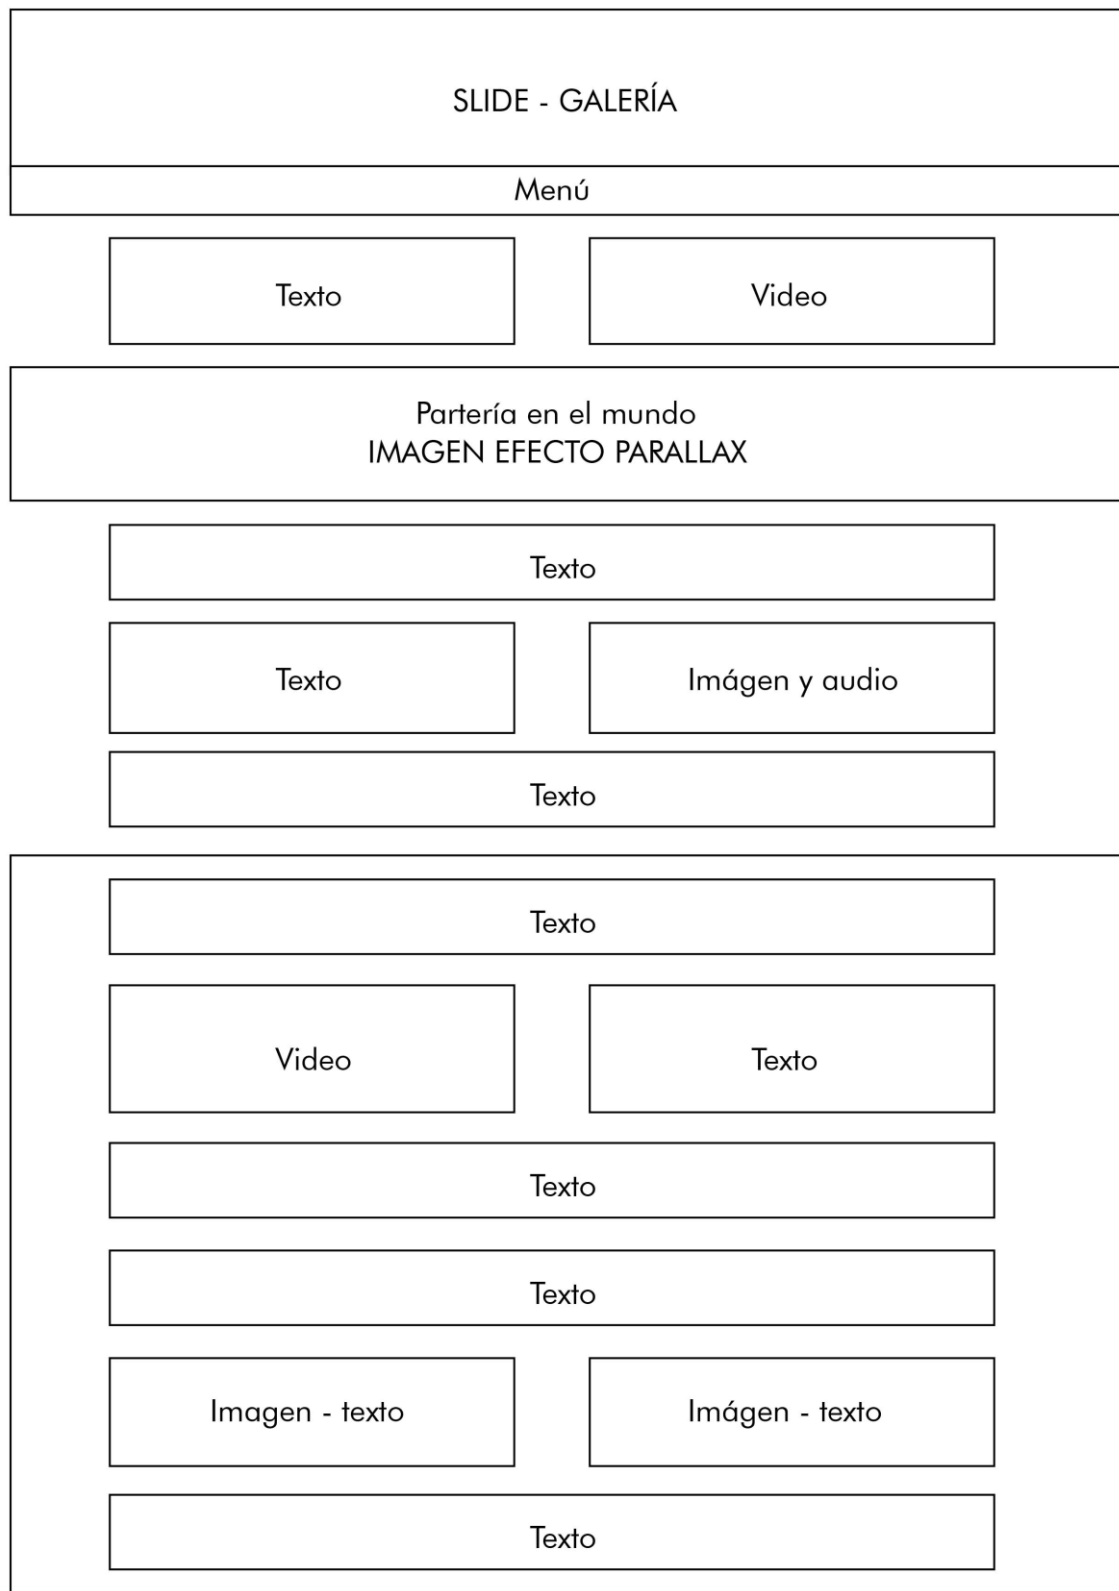 SLIDE - GALERÍA
Menú
Texto
Video
Partería en el mundo
IMAGEN EFECTO PARALLAX
Texto
Texto
Imágen y audio
Texto
Texto
Video
Texto
Texto
Texto
Imagen - texto
Imágen - texto
Texto